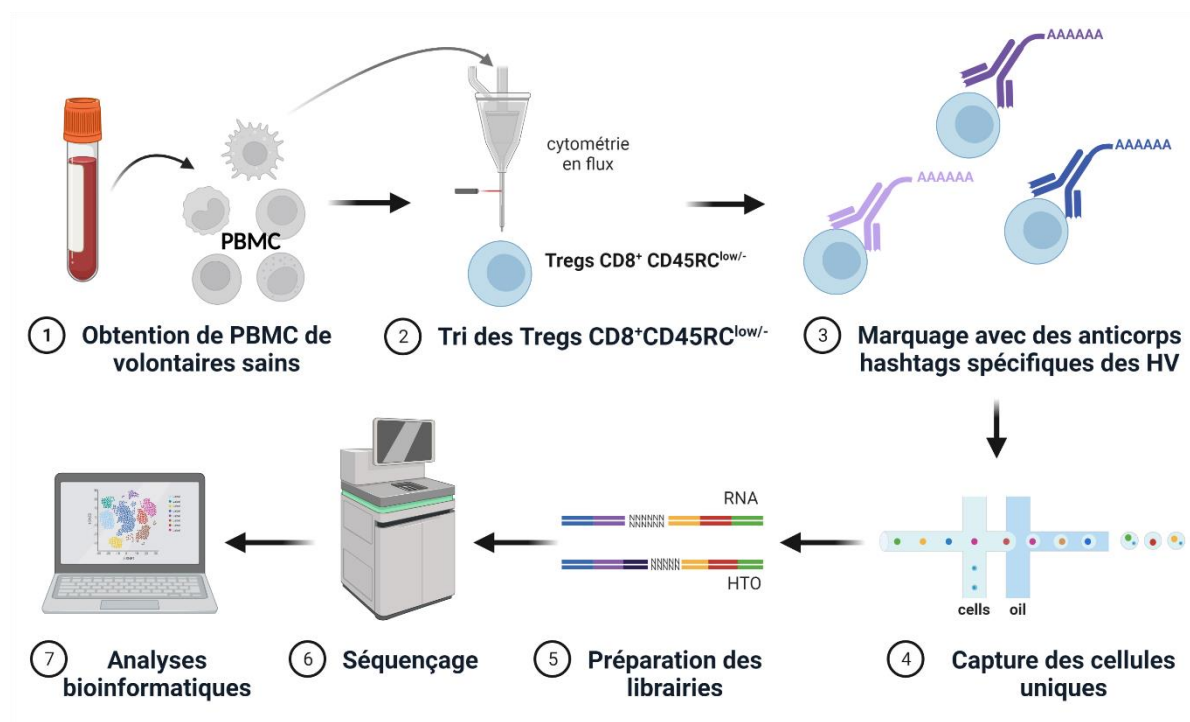 AAAAAA
cytométrie
en flux
AAAAAA
AAAAAA
PBMC
Tregs CD8⁺ CD45RC^low/-
1 Obtention de PBMC de
volontaires sains
2 Tri des Tregs CD8⁺CD45RC^low/-
3 Marquage avec des anticorps
hashtags spécifiques des HV
RNA
NNNNNN
NNNNNN
NNNNNN
NNNNNN
HTO
cells oil
7 Analyses
bioinformatiques
6 Séquençage
5 Préparation des
librairies
4 Capture des cellules
uniques